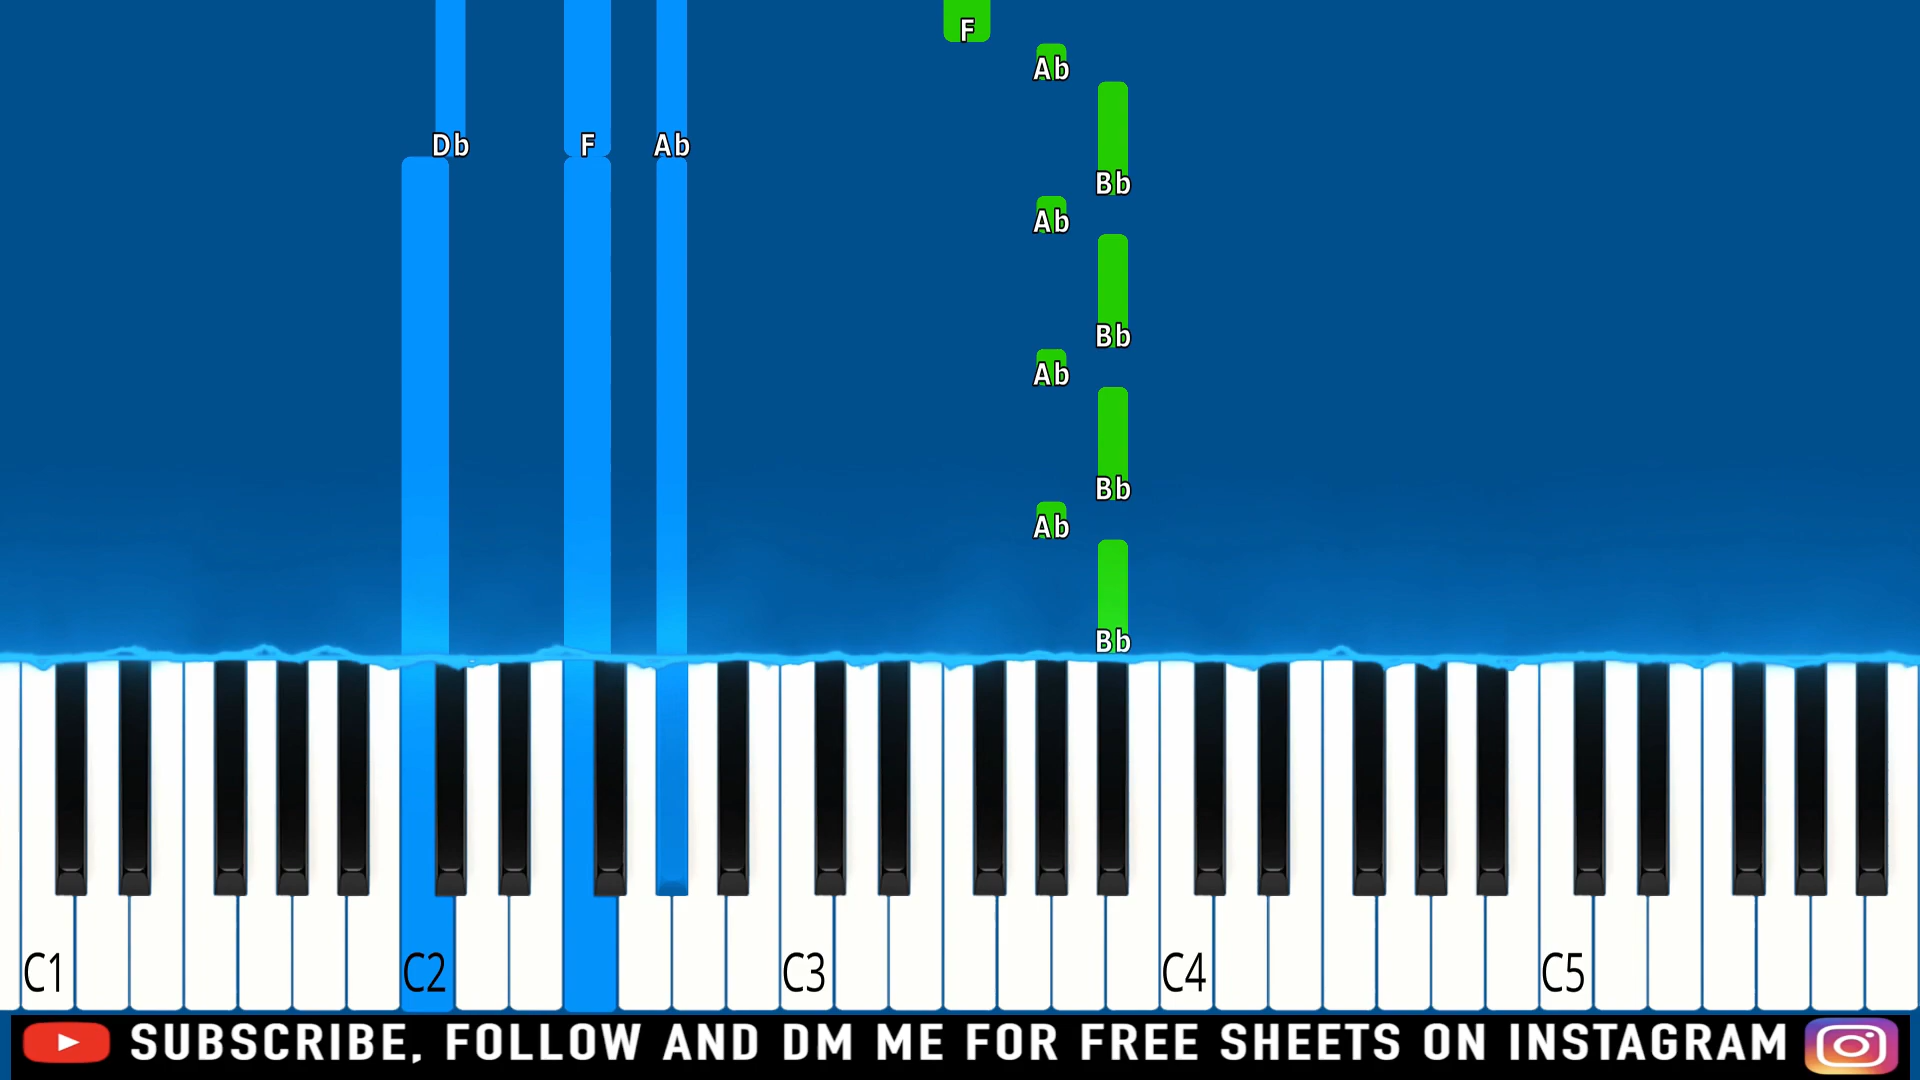 F
Ab
Db F Ab
Bb
Ab
Bb
Ab
Bb
Ab
Bb
C1 C2 C3 C4 C5
SUBSCRIBE, FOLLOW AND DM ME FOR FREE SHEETS ON INSTAGRAM